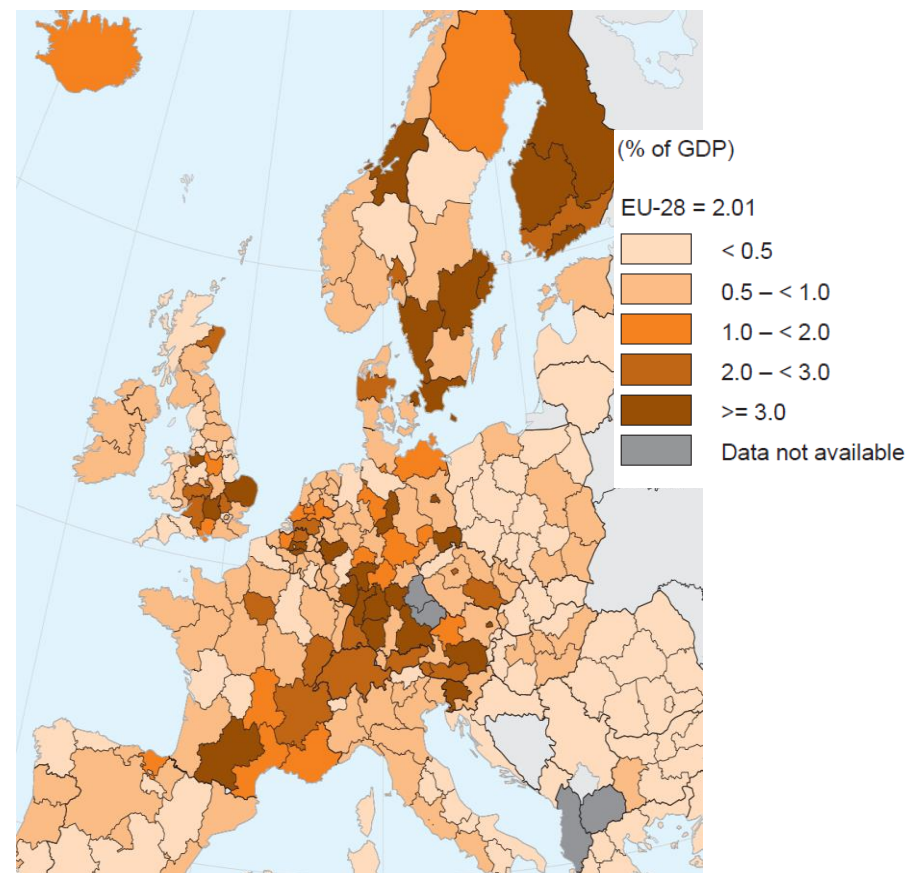 (% of GDP)
EU-28 = 2.01
< 0.5
0.5 – < 1.0
1.0 – <2.0
2.0 – < 3.0
>= 3.0
Data not available